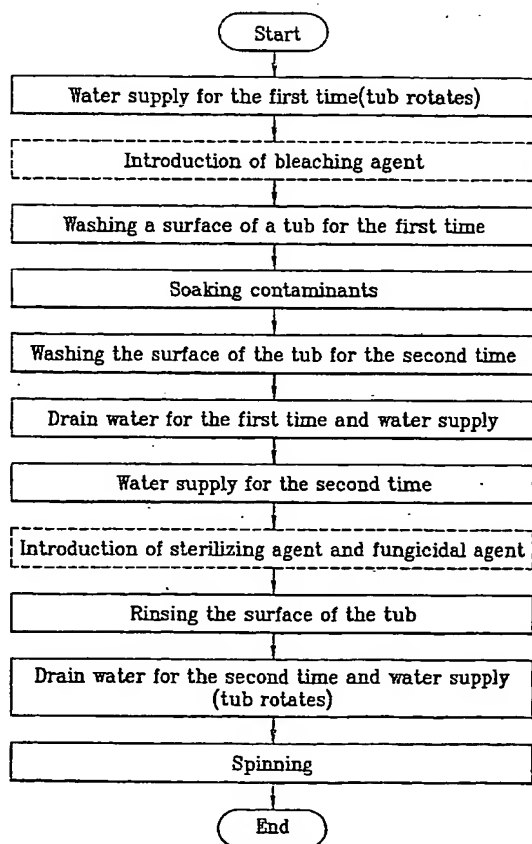 Start
Water supply for the first time(tub rotates)
Introduction of bleaching agent
Washing a surface of a tub for the first time
Soaking contaminants
Washing the surface of the tub for the second time
Drain water for the first time and water supply
Water supply for the second time
Introduction of sterilizing agent and fungicidal agent
Rinsing the surface of the tub
Drain water for the second time and water supply
(tub rotates)
Spinning
End